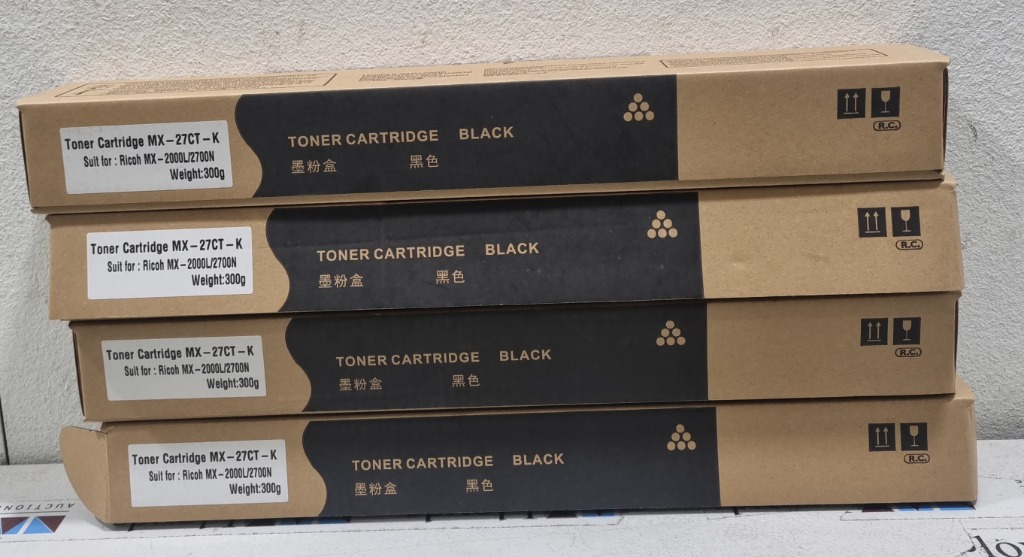 Toner Cartridge MX-27CT-K
Suit for : Ricoh MX-2000L/2700N
Weight:300g
TONER CARTRIDGE BLACK
墨粉盒 黑色
R.C.
Toner Cartridge MX-27CT-K
Suit for : Ricoh MX-2000L/2700N
Weight:300g
TONER CARTRIDGE BLACK
墨粉盒 黑色
R.C.
Toner Cartridge MX-27CT-K
Suit for : Ricoh MX-2000L/2700N
Weight:300g
TONER CARTRIDGE BLACK
墨粉盒 黑色
R.C.
Toner Cartridge MX-27CT-K
Suit for : Ricoh MX-2000L/2700N
Weight:300g
TONER CARTRIDGE BLACK
墨粉盒 黑色
R.C.